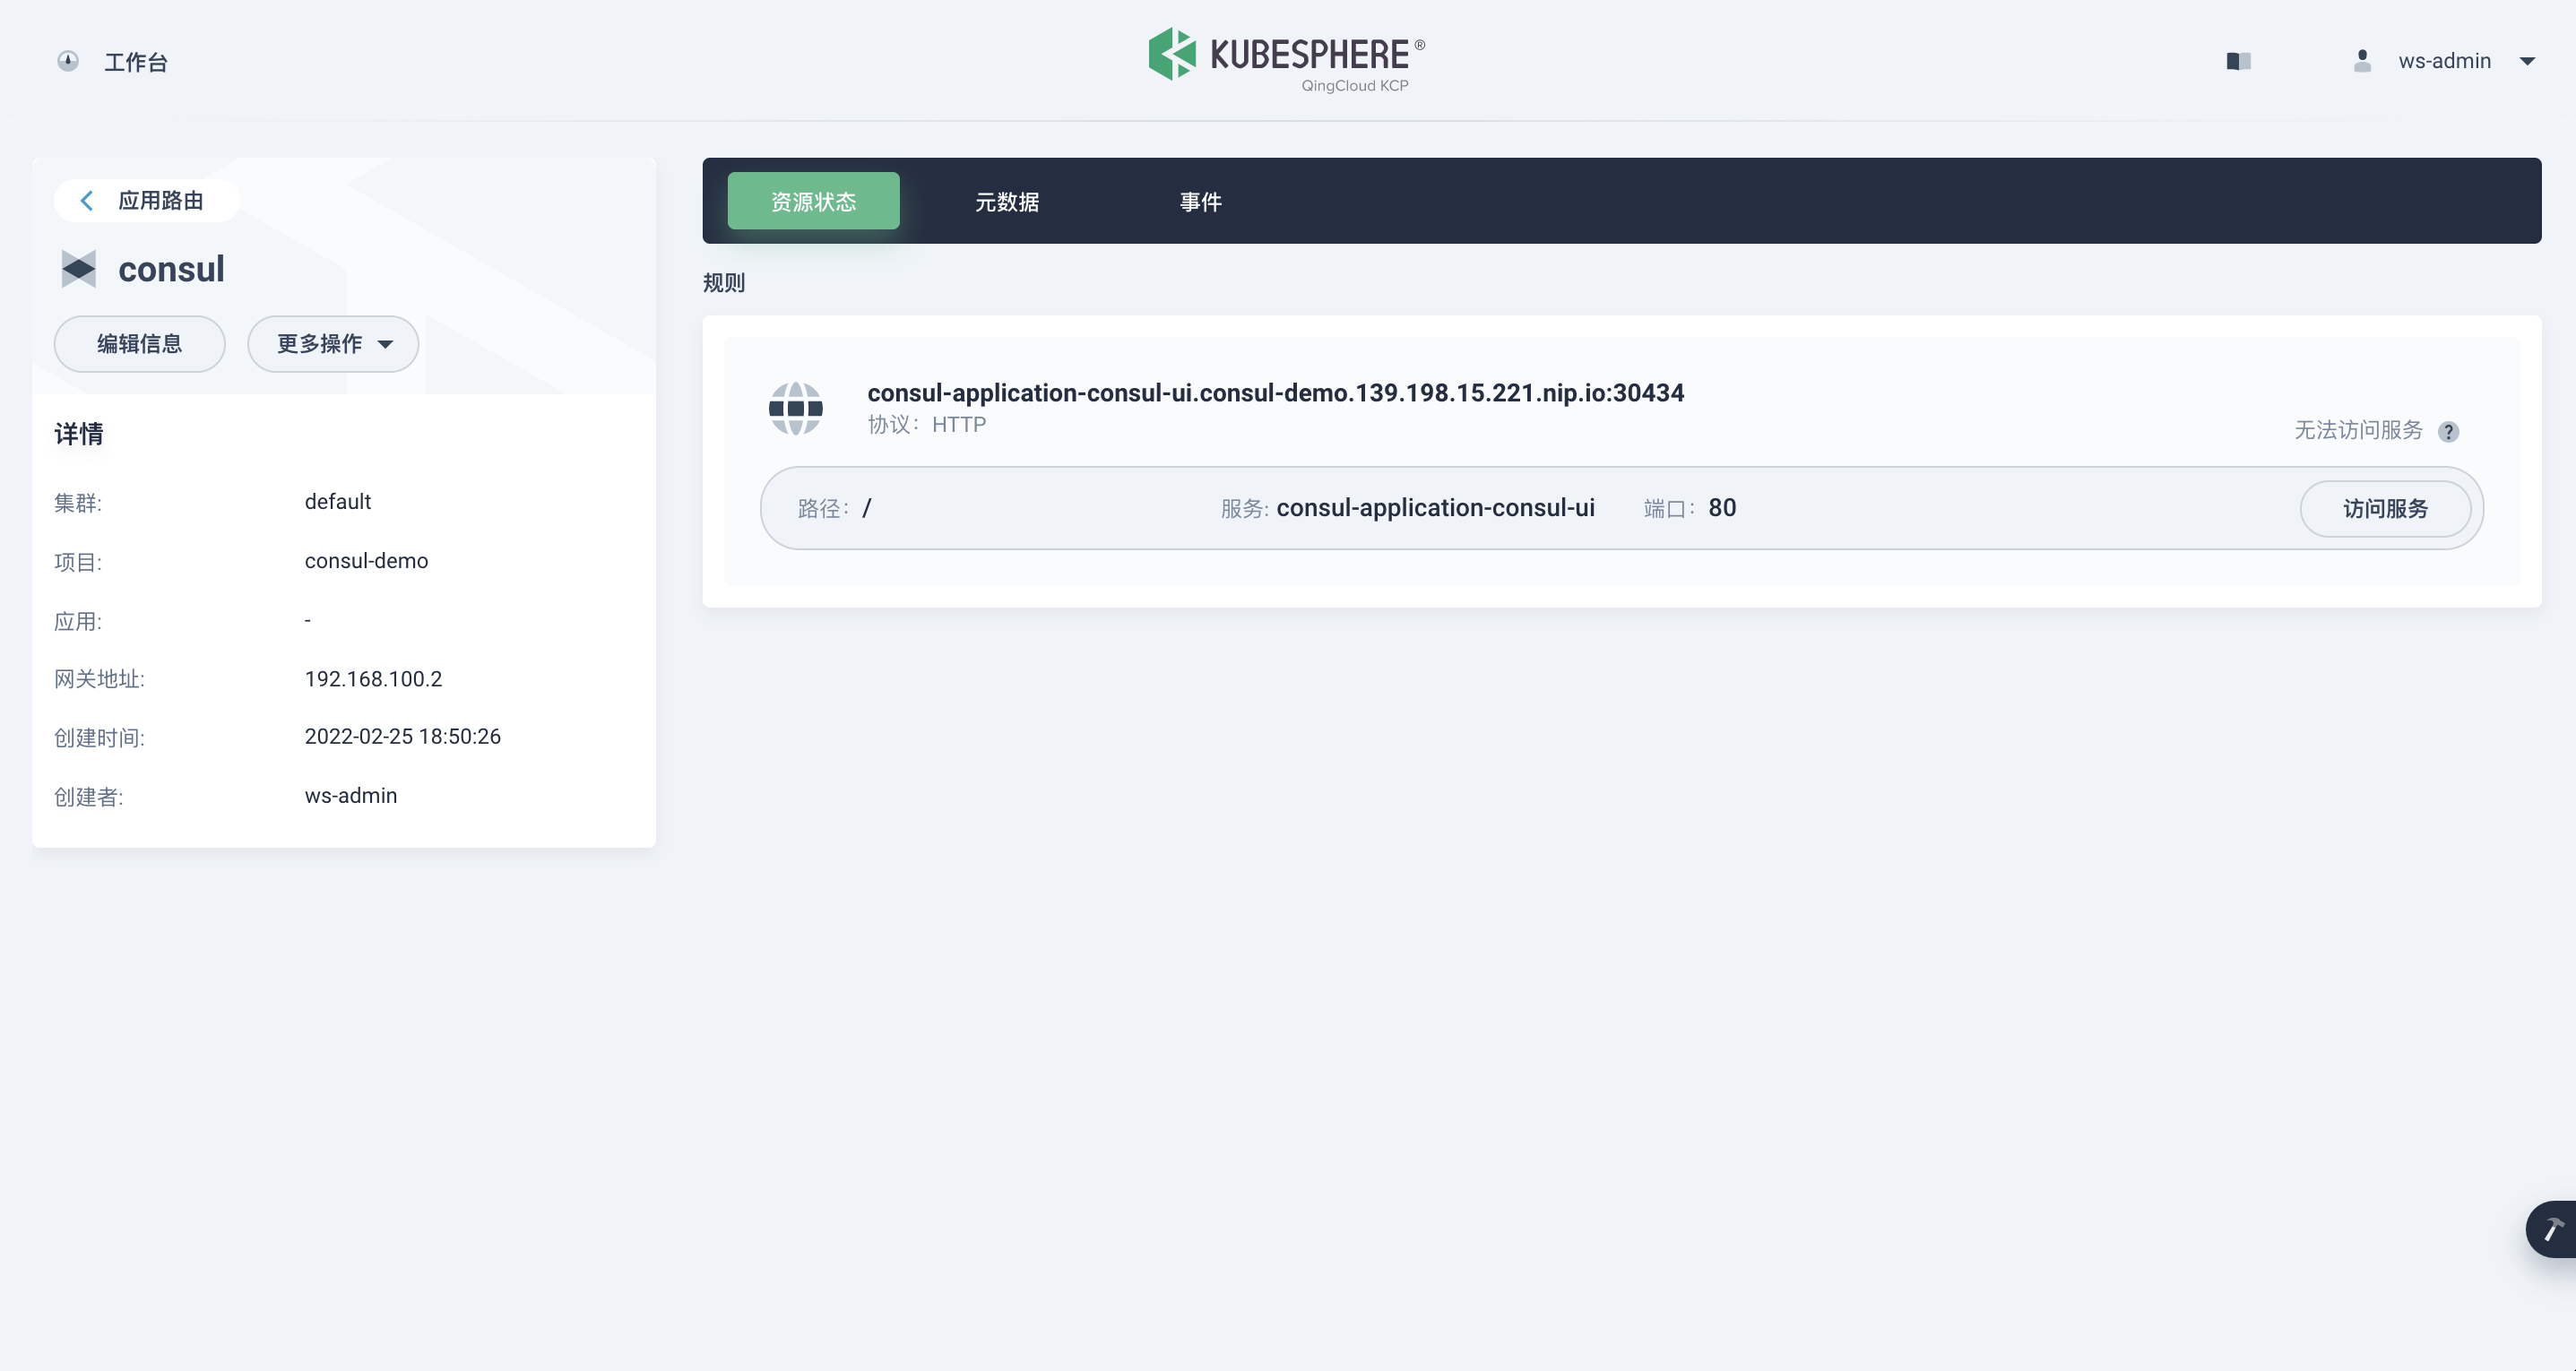 工作台
KUBESPHERE®
QingCloud KCP
ws-admin
应用路由
consul
编辑信息
更多操作
详情
集群: default
项目: consul-demo
应用: -
网关地址: 192.168.100.2
创建时间: 2022-02-25 18:50:26
创建者: ws-admin
资源状态 元数据 事件
规则
consul-application-consul-ui.consul-demo.139.198.15.221.nip.io:30434
协议：HTTP
无法访问服务 ?
路径：/ 服务: consul-application-consul-ui 端口：80 访问服务